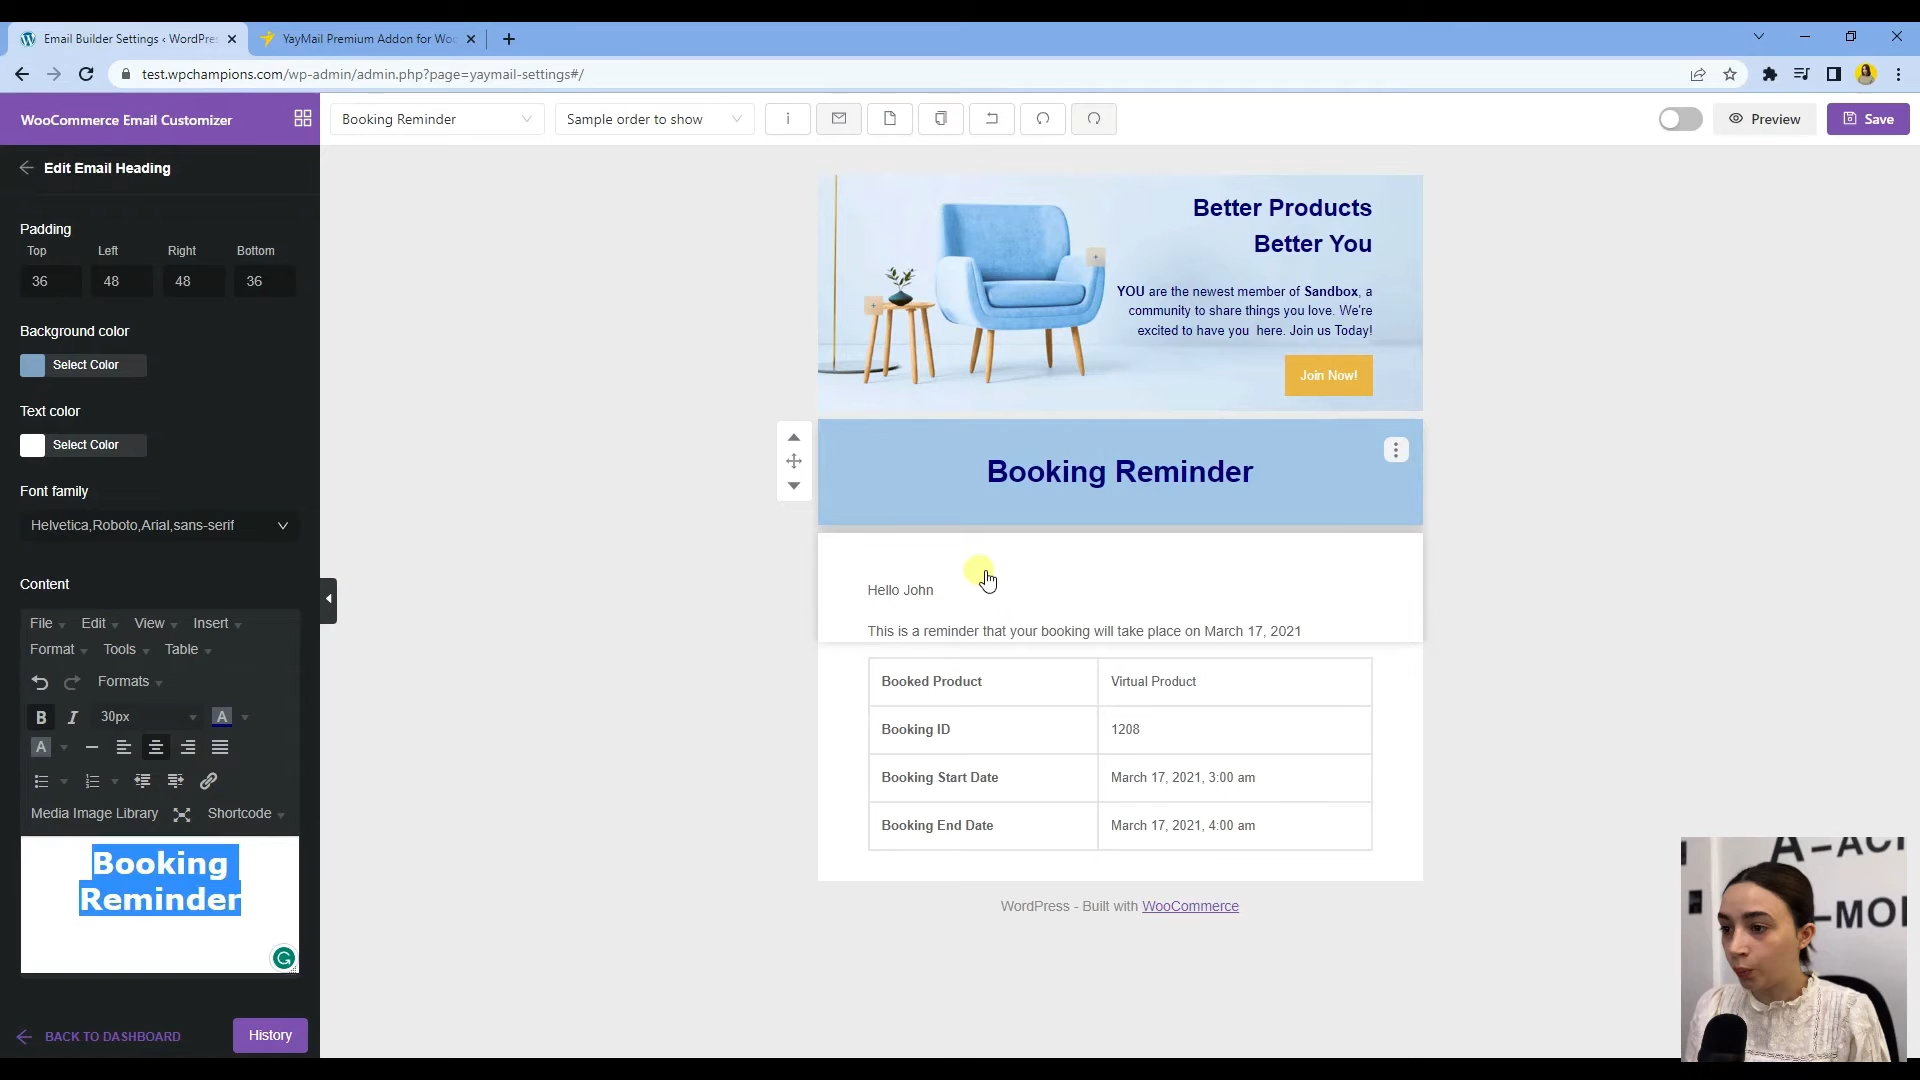 Email Builder Settings ‹ WordPre
YayMail Premium Addon for Woo
test.wpchampions.com/wp-admin/admin.php?page=yaymail-settings#/
WooCommerce Email Customizer
Booking Reminder
Sample order to show
i
Preview
Save
Edit Email Heading
Padding
Top
Left
Right
Bottom
36
48
48
36
Background color
Select Color
Text color
Select Color
Font family
Helvetica,Roboto,Arial,sans-serif
Content
File
Edit
View
Insert
Format
Tools
Table
Formats
B
I
30px
A
A
Media Image Library
Shortcode
Booking
Reminder
BACK TO DASHBOARD
History
Better Products
Better You
YOU are the newest member of Sandbox, a
community to share things you love. We're
excited to have you here. Join us Today!
Join Now!
Booking Reminder
Hello John
This is a reminder that your booking will take place on March 17, 2021
Booked Product
Virtual Product
Booking ID
1208
Booking Start Date
March 17, 2021, 3:00 am
Booking End Date
March 17, 2021, 4:00 am
WordPress - Built with WooCommerce